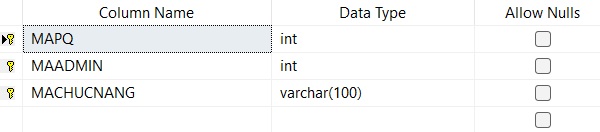 Column Name Data Type Allow Nulls
MAPQ int
MAADMIN int
MACHUCNANG varchar(100)